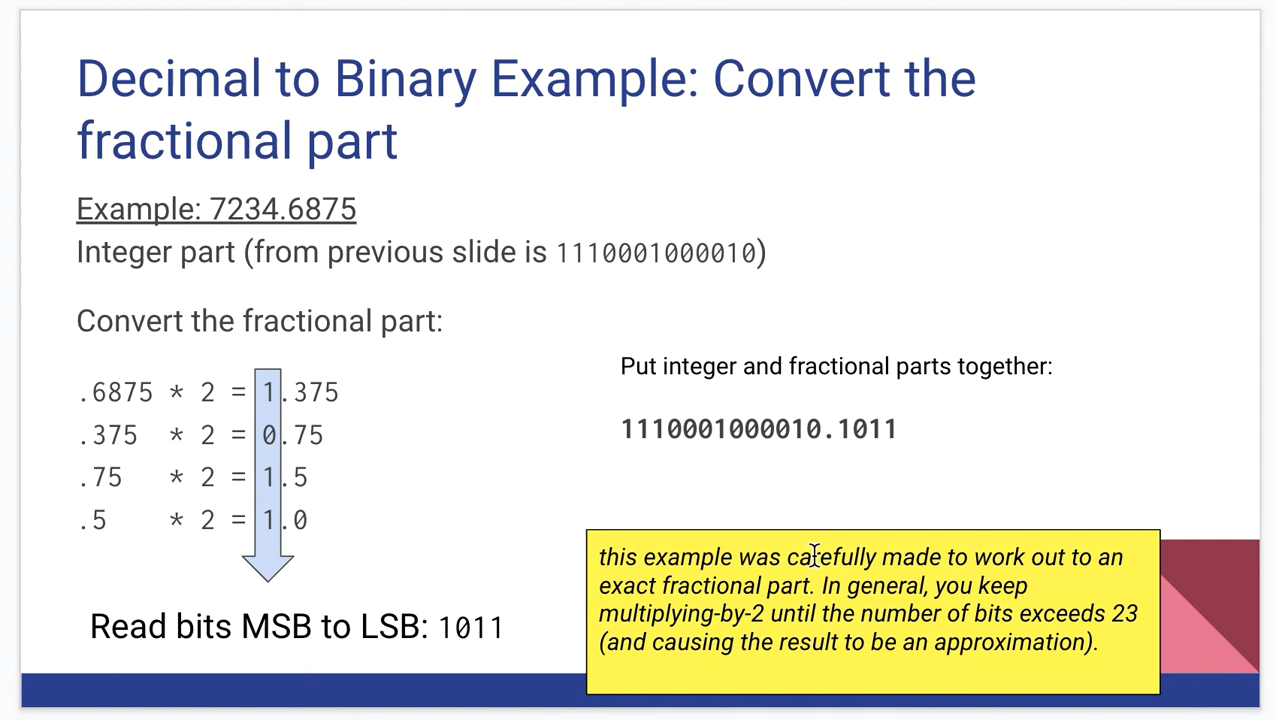 Decimal to Binary Example: Convert the
fractional part
Example: 7234.6875
Integer part (from previous slide is 1110001000010)
Convert the fractional part:
.6875 * 2 = 1.375
.375 * 2 = 0.75
.75 * 2 = 1.5
.5 * 2 = 1.0
Read bits MSB to LSB: 1011
Put integer and fractional parts together:
1110001000010.1011
this example was carefully made to work out to an
exact fractional part. In general, you keep
multiplying-by-2 until the number of bits exceeds 23
(and causing the result to be an approximation).